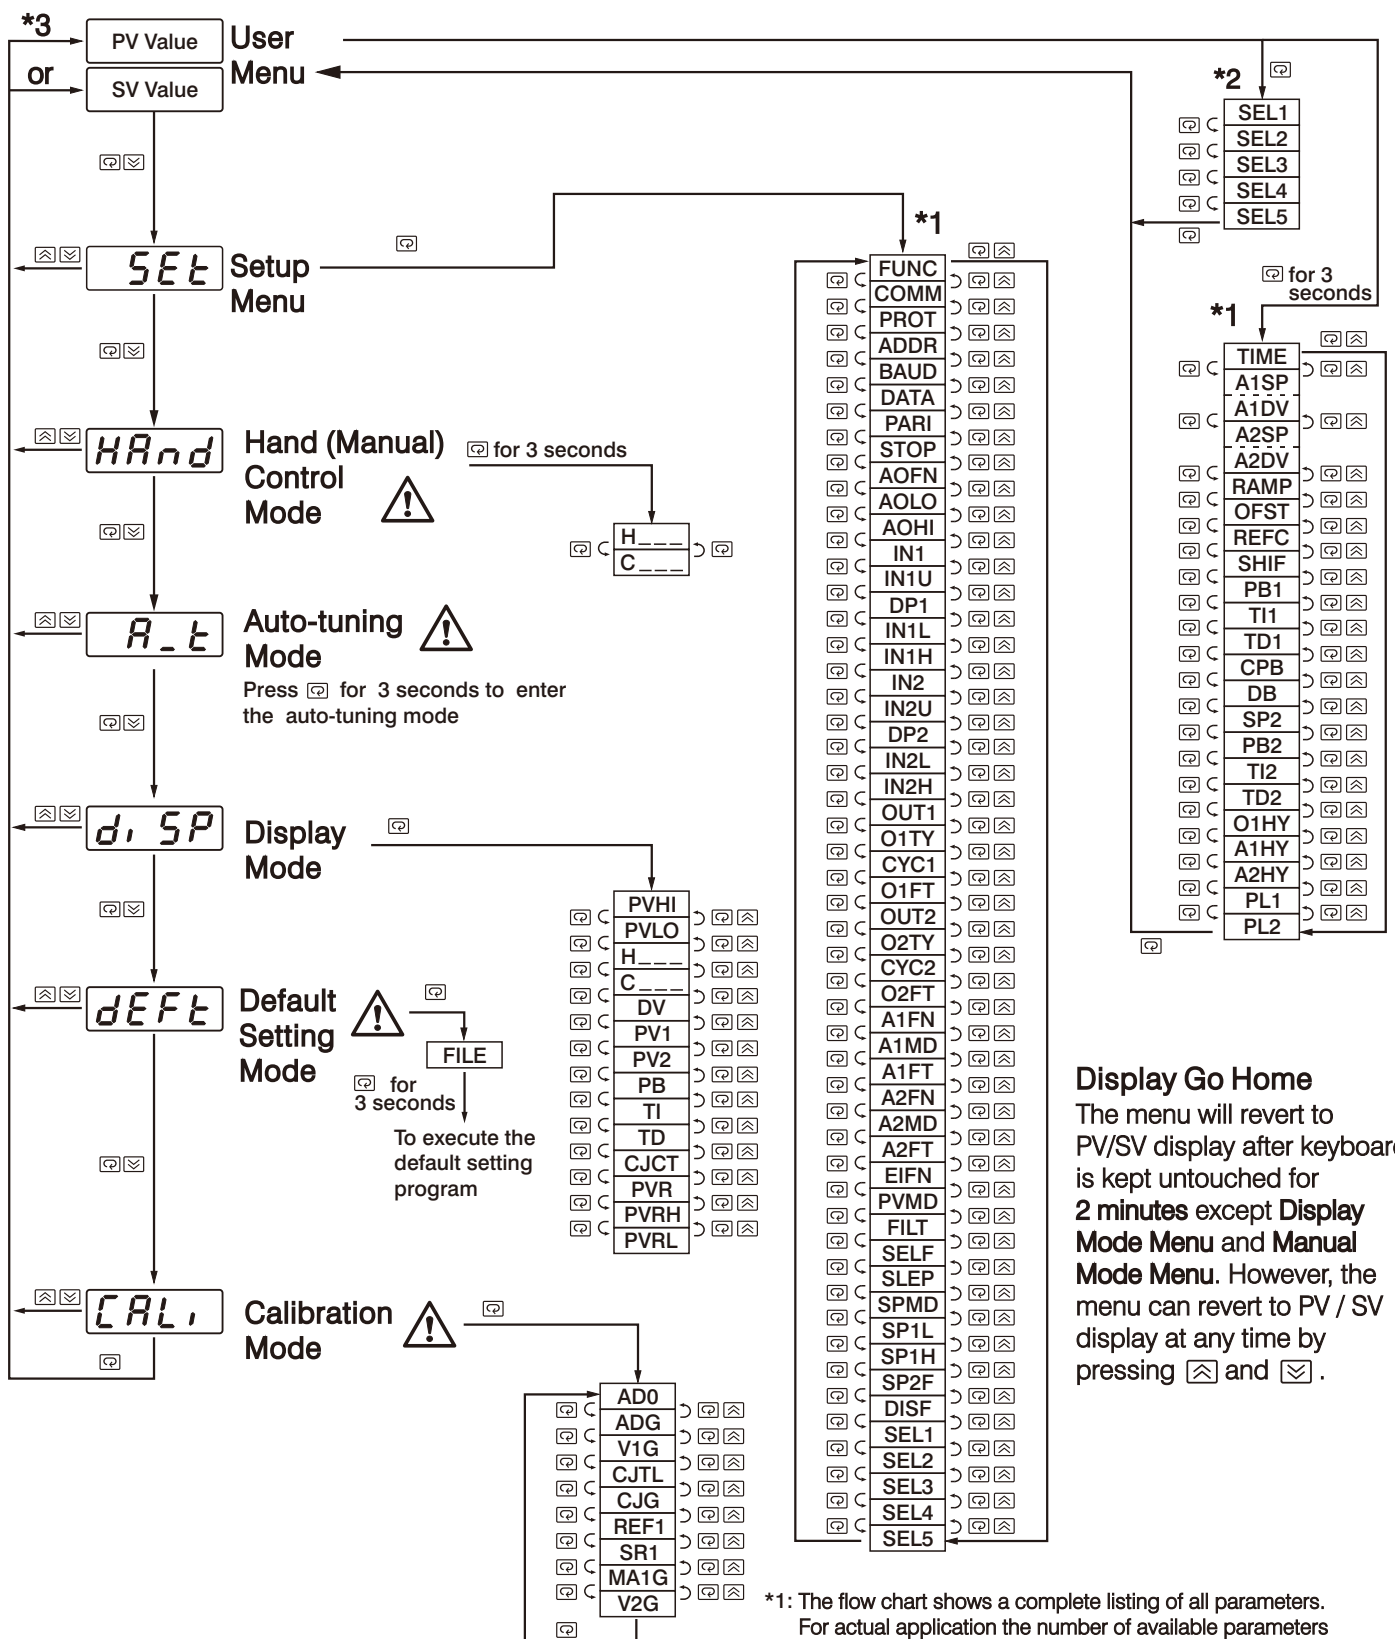 *3
PV Value
User
Menu
or
SV Value
*2
SEL1
SEL2
SEL3
SEL4
SEL5
SEt
Setup
Menu
*1
FUNC
COMM
PROT
ADDR
BAUD
DATA
PARI
STOP
AOFN
AOLO
AOHI
IN1
IN1U
DP1
IN1L
IN1H
IN2
IN2U
DP2
IN2L
IN2H
OUT1
O1TY
CYC1
O1FT
OUT2
O2TY
CYC2
O2FT
A1FN
A1MD
A1FT
A2FN
A2MD
A2FT
EIFN
PVMD
FILT
SELF
SLEP
SPMD
SP1L
SP1H
SP2F
DISF
SEL1
SEL2
SEL3
SEL4
SEL5
for 3
seconds
*1
TIME
A1SP
A1DV
A2SP
A2DV
RAMP
OFST
REFC
SHIF
PB1
TI1
TD1
CPB
DB
SP2
PB2
TI2
TD2
O1HY
A1HY
A2HY
PL1
PL2
HAnd
Hand (Manual)
Control
Mode
for 3 seconds
H___
C___
A_t
Auto-tuning
Mode
Press for 3 seconds to enter
the auto-tuning mode
diSP
Display
Mode
PVHI
PVLO
H___
C___
DV
PV1
PV2
PB
TI
TD
CJCT
PVR
PVRH
PVRL
dEFt
Default
Setting
Mode
FILE
for
3 seconds
To execute the
default setting
program
CALi
Calibration
Mode
AD0
ADG
V1G
CJTL
CJG
REF1
SR1
MA1G
V2G
Display Go Home
The menu will revert to
PV/SV display after keyboar
is kept untouched for
2 minutes except Display
Mode Menu and Manual
Mode Menu. However, the
menu can revert to PV / SV
display at any time by
pressing and .
*1: The flow chart shows a complete listing of all parameters.
For actual application the number of available parameters